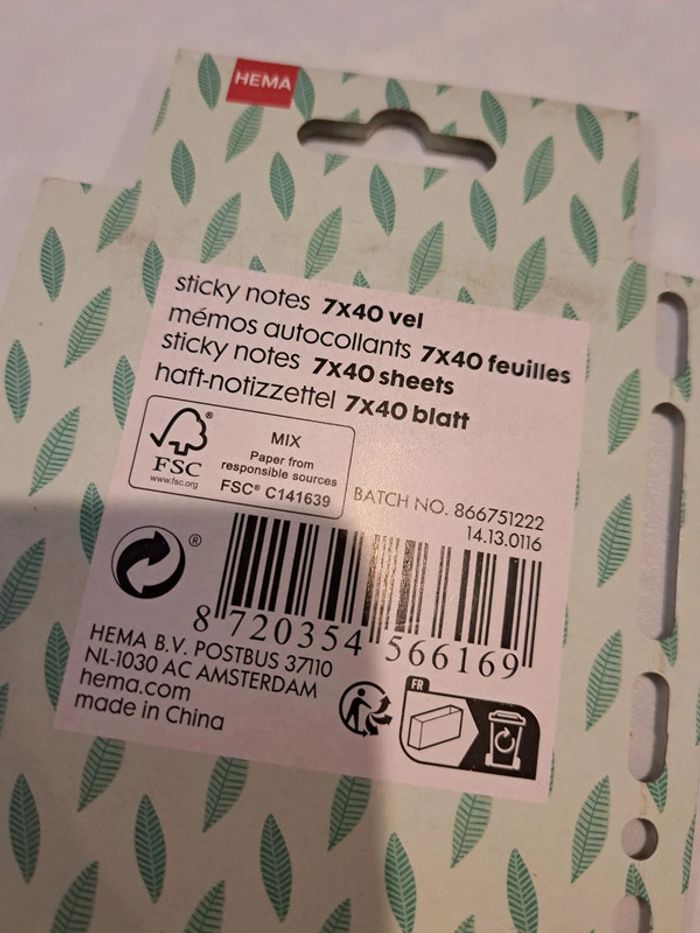 HEMA
sticky notes 7x40 vel
mémos autocollants 7x40 feuilles
sticky notes 7x40 sheets
haft-notizzettel 7x40 blatt
FSC®
www.fsc.org
MIX
Paper from
responsible sources
FSC® C141639
BATCH NO. 866751222
14.13.0116
®
8 720354 566169
HEMA B.V. POSTBUS 37110
NL-1030 AC AMSTERDAM
hema.com
made in China
FR